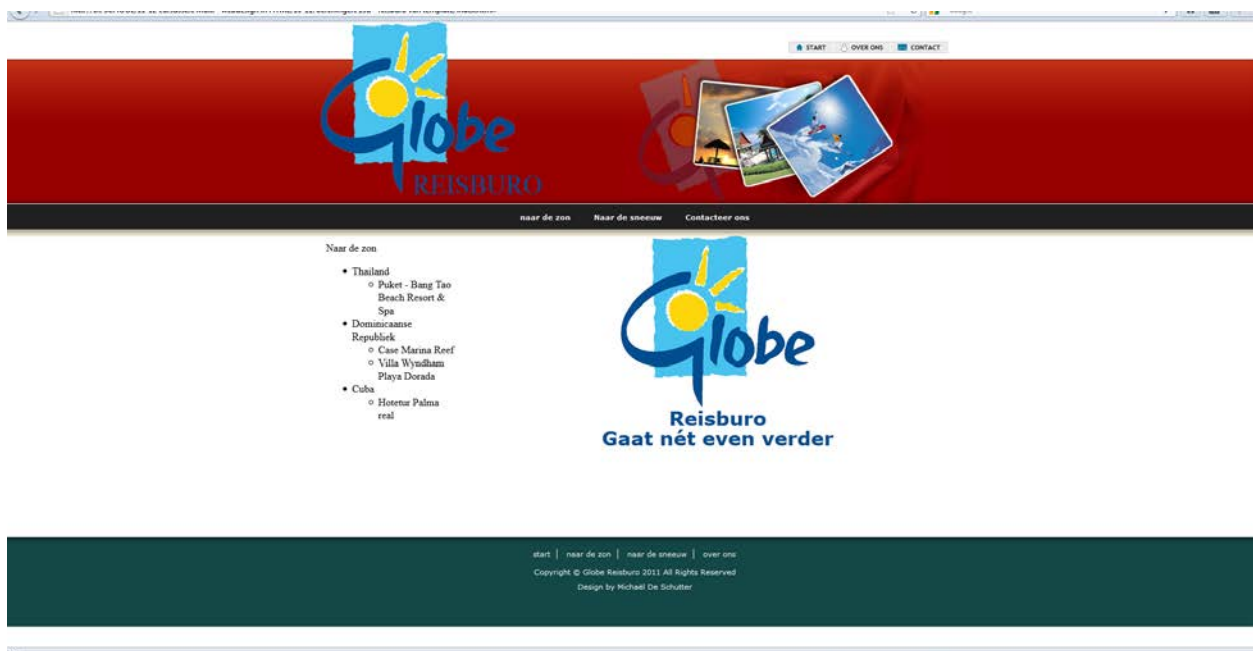 START OVER ONS CONTACT
Globe
REISBURO
naar de zon Naar de sneeuw Contacteer ons
Naar de zon
Thailand
Puket - Bang Tao
Beach Resort &
Spa
Dominicaanse
Republiek
Case Marina Reef
Villa Wyndham
Playa Dorada
Cuba
Hotetur Palma
real
Globe
Reisburo
Gaat nét even verder
start | naar de zon | naar de sneeuw | over ons
Copyright © Globe Reisburo 2011 All Rights Reserved
Design by Michaël De Schutter